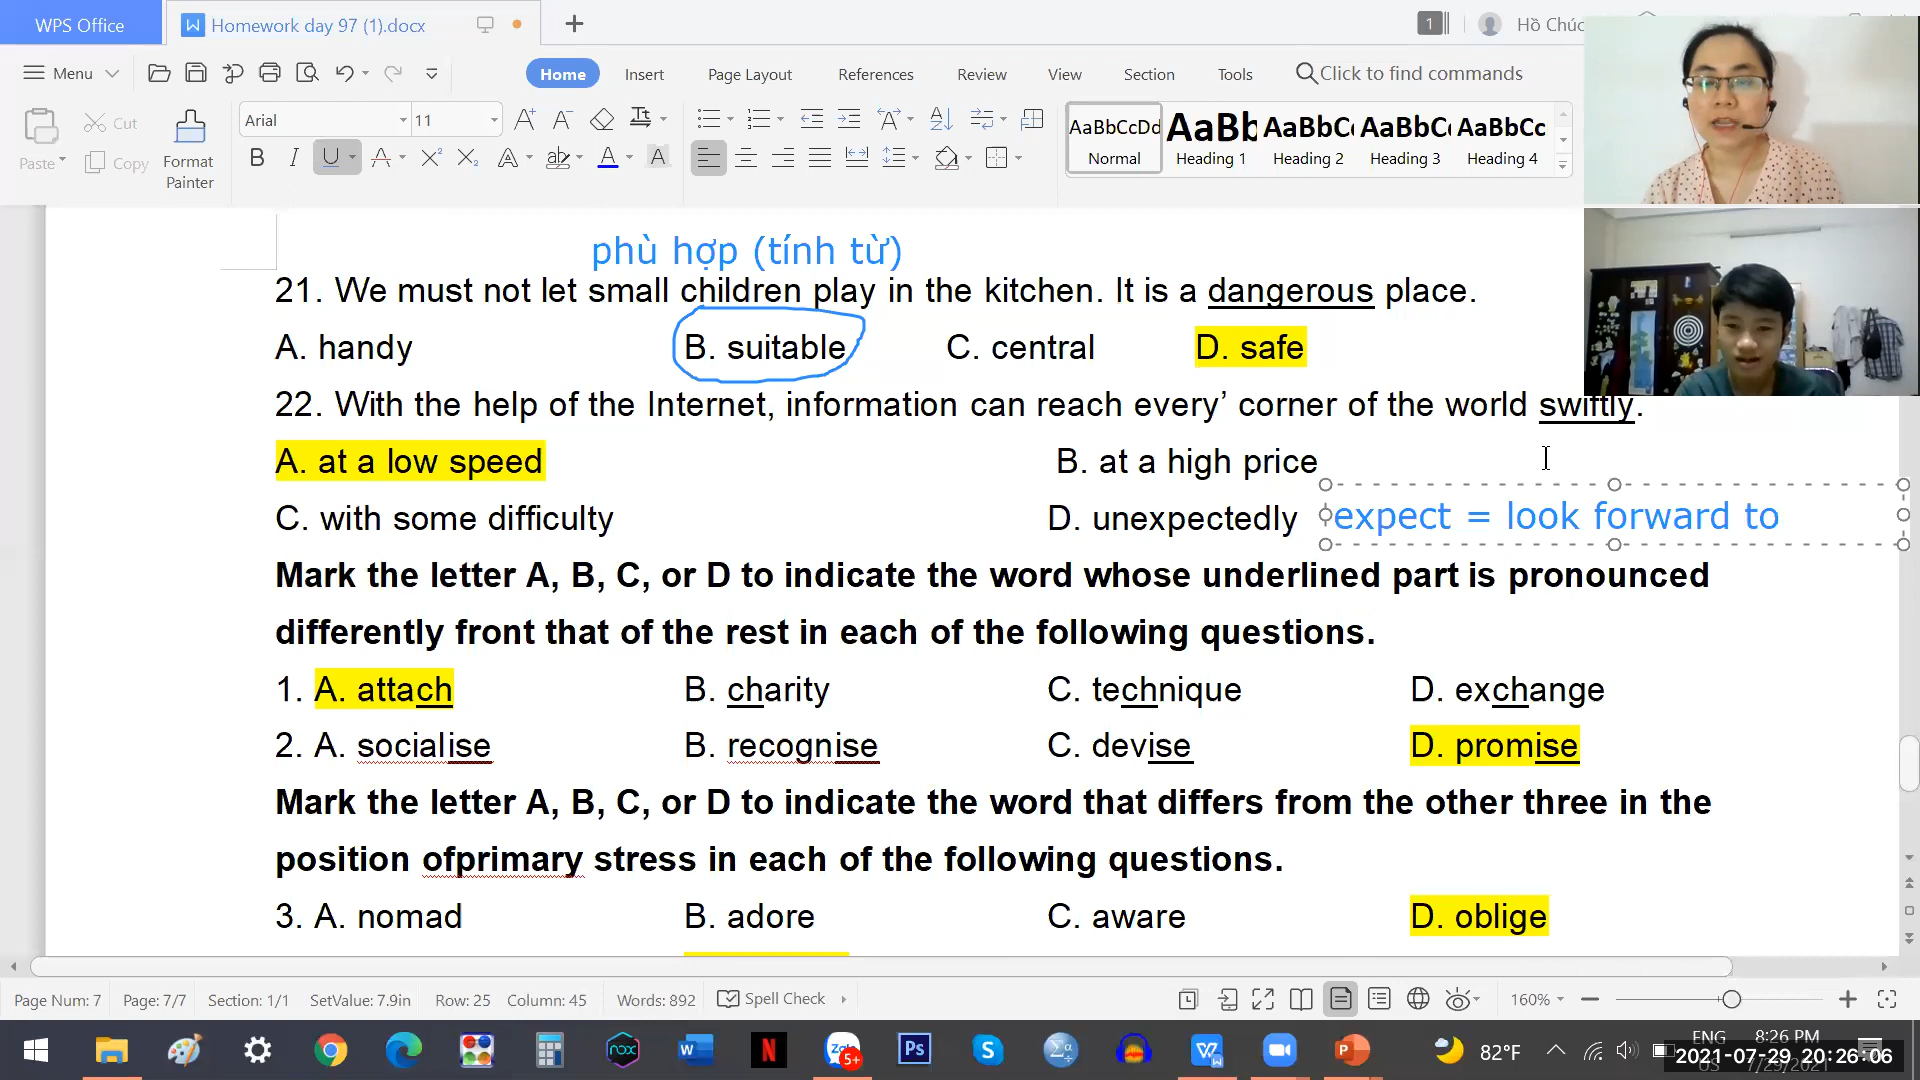 WPS Office
Homework day 97 (1).docx
1
Hồ Chúc
Menu
Home
Insert
Page Layout
References
Review
View
Section
Tools
Click to find commands
Paste
Cut
Copy
Format
Painter
Arial
11
AaBbCcDd
Normal
AaBb
Heading 1
AaBbC
Heading 2
AaBbC
Heading 3
AaBbCc
Heading 4
phù hợp (tính từ)
21. We must not let small children play in the kitchen. It is a dangerous place.
A. handy B. suitable C. central D. safe
22. With the help of the Internet, information can reach every’ corner of the world swiftly.
A. at a low speed B. at a high price
C. with some difficulty D. unexpectedly
expect = look forward to
Mark the letter A, B, C, or D to indicate the word whose underlined part is pronounced
differently front that of the rest in each of the following questions.
1. A. attach B. charity C. technique D. exchange
2. A. socialise B. recognise C. devise D. promise
Mark the letter A, B, C, or D to indicate the word that differs from the other three in the
position ofprimary stress in each of the following questions.
3. A. nomad B. adore C. aware D. oblige
Page Num: 7 Page: 7/7 Section: 1/1 SetValue: 7.9in Row: 25 Column: 45 Words: 892 Spell Check 160%
82°F
ENG
8:26 PM
2021-07-29 20:26:06